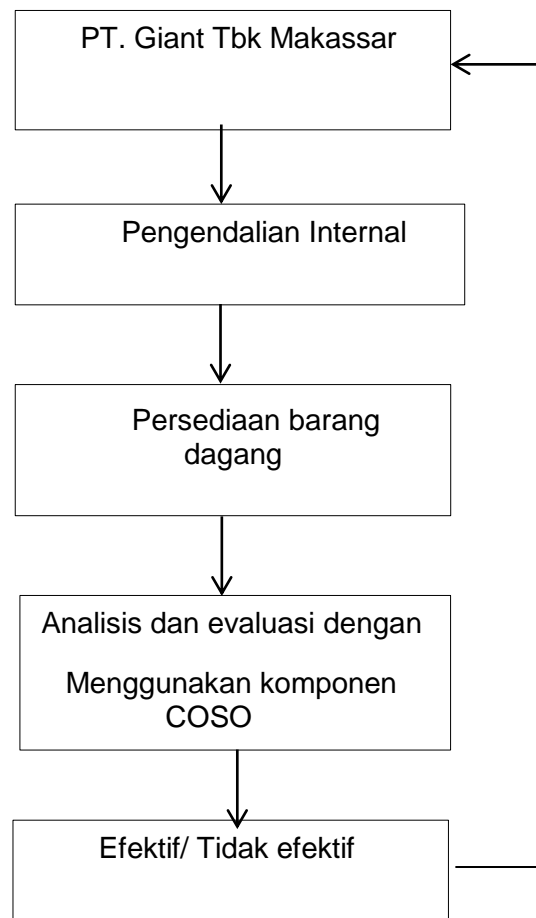 PT. Giant Tbk Makassar
Pengendalian Internal
Persediaan barang
dagang
Analisis dan evaluasi dengan
Menggunakan komponen
COSO
Efektif/ Tidak efektif